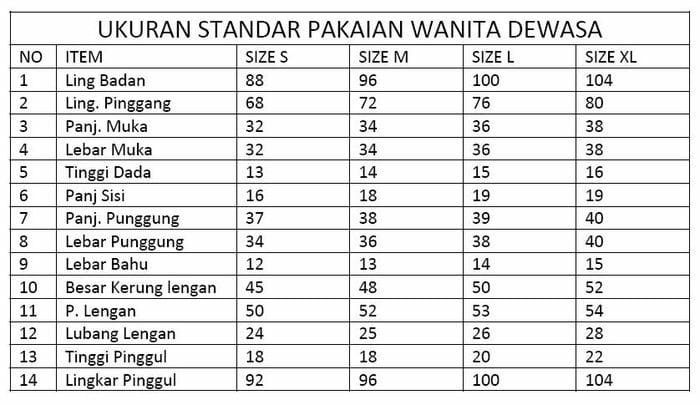 UKURAN STANDAR PAKAIAN WANITA DEWASA
NO ITEM SIZE S SIZE M SIZE L SIZE XL
1 Ling Badan 88 96 100 104
2 Ling. Pinggang 68 72 76 80
3 Panj. Muka 32 34 36 38
4 Lebar Muka 32 34 36 38
5 Tinggi Dada 13 14 15 16
6 Panj Sisi 16 18 19 19
7 Panj. Punggung 37 38 39 40
8 Lebar Punggung 34 36 38 40
9 Lebar Bahu 12 13 14 15
10 Besar Kerung lengan 45 48 50 52
11 P. Lengan 50 52 53 54
12 Lubang Lengan 24 25 26 28
13 Tinggi Pinggul 18 18 20 22
14 Lingkar Pinggul 92 96 100 104